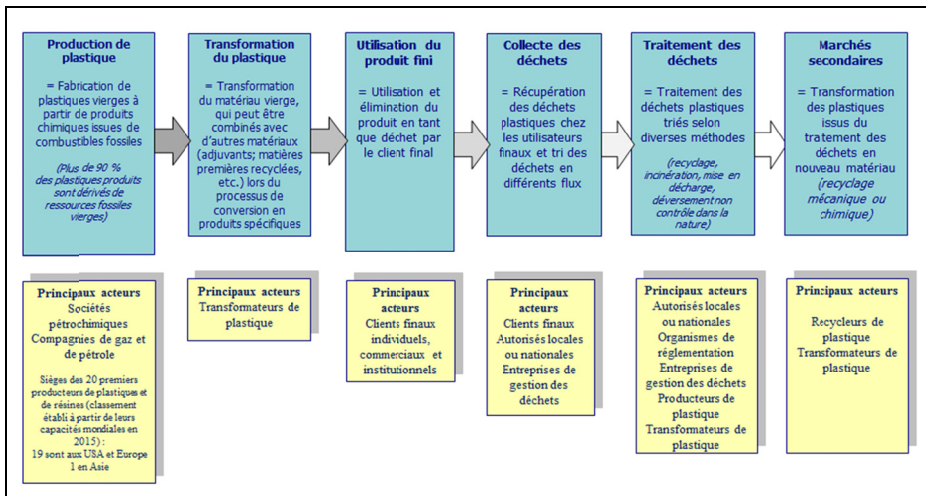 Production de
plastique
= Fabrication de
plastiques vierges à
partir de produits
chimiques issues de
combustibles fossiles
(Plus de 90 %
des plastiques produits
sont dérivés de
ressources fossiles
vierges)
Transformation
du plastique
= Transformation
du matériau vierge,
qui peut être
combinés avec
d'autres matériaux
(adjuvants; matières
premières recyclées,
etc.) lors du
processus de
conversion en
produits spécifiques
Utilisation du
produit fini
= Utilisation et
élimination du
produit en tant
que déchet par
le client final
Collecte des
déchets
= Récupération
des déchets
plastiques chez
les utilisateurs
finaux et tri des
déchets en
différents flux
Traitement des
déchets
= Traitement des
déchets plastiques
triés selon
diverses méthodes
(recyclage,
incinération, mise en
décharge,
déversement non
contrôle dans la
nature)
Marchés
secondaires
= Transformation
des plastiques
issus du
traitement des
déchets en
nouveau matériau
(recyclage
mécanique ou
chimique)
Principaux acteurs
Sociétés
pétrochimiques
Compagnies de gaz et
de pétrole
Sièges des 20 premiers
producteurs de plastiques et
de résines (classement
établi à partir de leurs
capacités mondiales en
2015) :
19 sont aux USA et Europe
1 en Asie
Principaux acteurs
Transformateurs de
plastique
Principaux
acteurs
Clients finaux
individuels,
commerciaux et
institutionnels
Principaux
acteurs
Clients finaux
Autorisés locales
ou nationales
Entreprises de
gestion des
déchets
Principaux acteurs
Autorisés locales
ou nationales
Organismes de
réglementation
Entreprises de
gestion des déchets
Producteurs de
plastique
Transformateurs de
plastique
Principaux acteurs
Recycleurs de
plastique
Transformateurs de
plastique